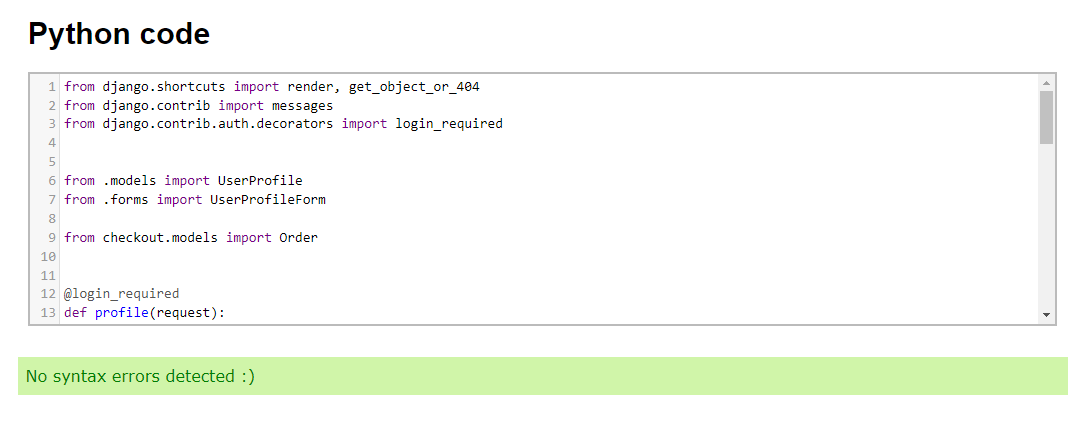 Python code
1 from django.shortcuts import render, get_object_or_404
2 from django.contrib import messages
3 from django.contrib.auth.decorators import login_required
4
5
6 from .models import UserProfile
7 from .forms import UserProfileForm
8
9 from checkout.models import Order
10
11
12 @login_required
13 def profile(request):
No syntax errors detected :)